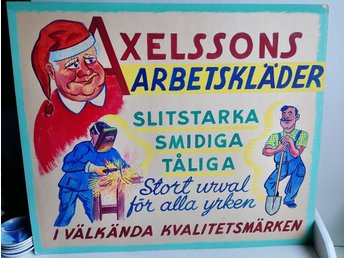 AXELSSONS
ARBETSKLÄDER
SLITSTARKA
SMIDIGA
TÅLIGA
Stort urval
för alla yrken
I VÄLKÄNDA KVALITETSMÄRKEN